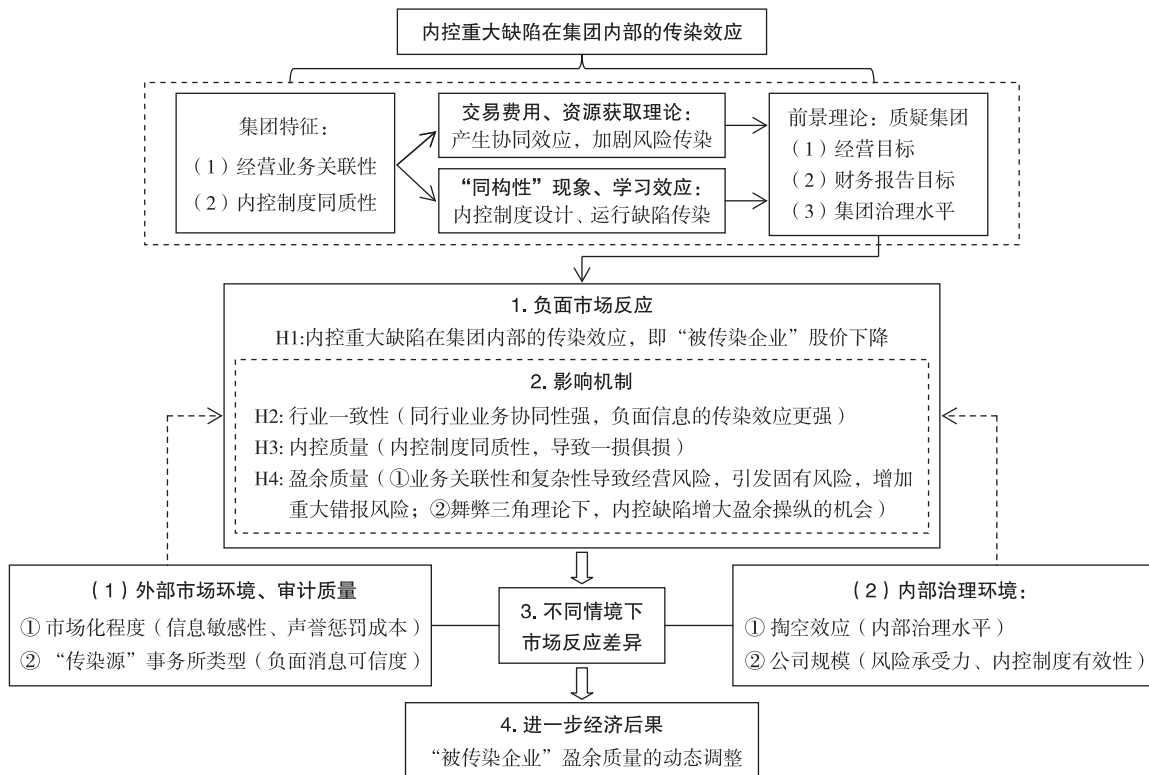 内控重大缺陷在集团内部的传染效应
集团特征：
（1）经营业务关联性
（2）内控制度同质性
交易费用、资源获取理论：
产生协同效应，加剧风险传染
“同构性”现象、学习效应：
内控制度设计、运行缺陷传染
前景理论：质疑集团
（1）经营目标
（2）财务报告目标
（3）集团治理水平
1. 负面市场反应
H1:内控重大缺陷在集团内部的传染效应，即“被传染企业”股价下降
2. 影响机制
H2: 行业一致性（同行业业务协同性强，负面信息的传染效应更强）
H3: 内控质量（内控制度同质性，导致一损俱损）
H4: 盈余质量（①业务关联性和复杂性导致经营风险，引发固有风险，增加
重大错报风险；②舞弊三角理论下，内控缺陷增大盈余操纵的机会）
（1）外部市场环境、审计质量
① 市场化程度（信息敏感性、声誉惩罚成本）
② “传染源”事务所类型（负面消息可信度）
3. 不同情境下
市场反应差异
（2）内部治理环境：
① 掏空效应（内部治理水平）
② 公司规模（风险承受力、内控制度有效性）
4. 进一步经济后果
“被传染企业”盈余质量的动态调整